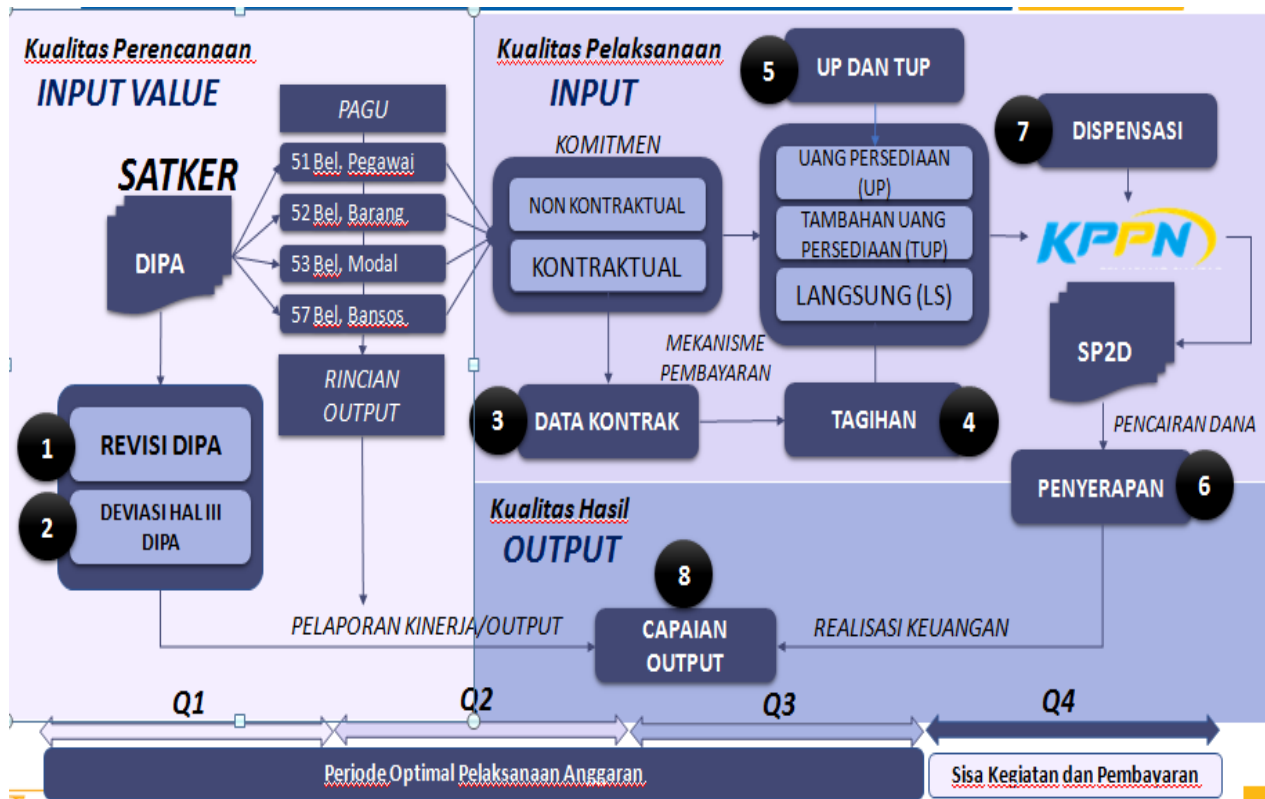 Kualitas Perencanaan
INPUT VALUE
SATKER
DIPA
PAGU
51 Bel, Pegawai
52 Bel, Barang
53 Bel, Modal
57 Bel, Bansos
RINCIAN
OUTPUT
1
REVISI DIPA
2
DEVIASI HAL III
DIPA
Kualitas Pelaksanaan
INPUT
KOMITMEN
NON KONTRAKTUAL
KONTRAKTUAL
5
UP DAN TUP
UANG PERSEDIAAN
(UP)
TAMBAHAN UANG
PERSEDIAAN (TUP)
LANGSUNG (LS)
7
DISPENSASI
KPPN
SP2D
MEKANISME
PEMBAYARAN
3
DATA KONTRAK
TAGIHAN
4
PENCAIRAN DANA
PENYERAPAN
6
Kualitas Hasil
OUTPUT
8
CAPAIAN
OUTPUT
PELAPORAN KINERJA/OUTPUT
REALISASI KEUANGAN
Q1
Q2
Q3
Q4
Periode Optimal Pelaksanaan Anggaran
Sisa Kegiatan dan Pembayaran